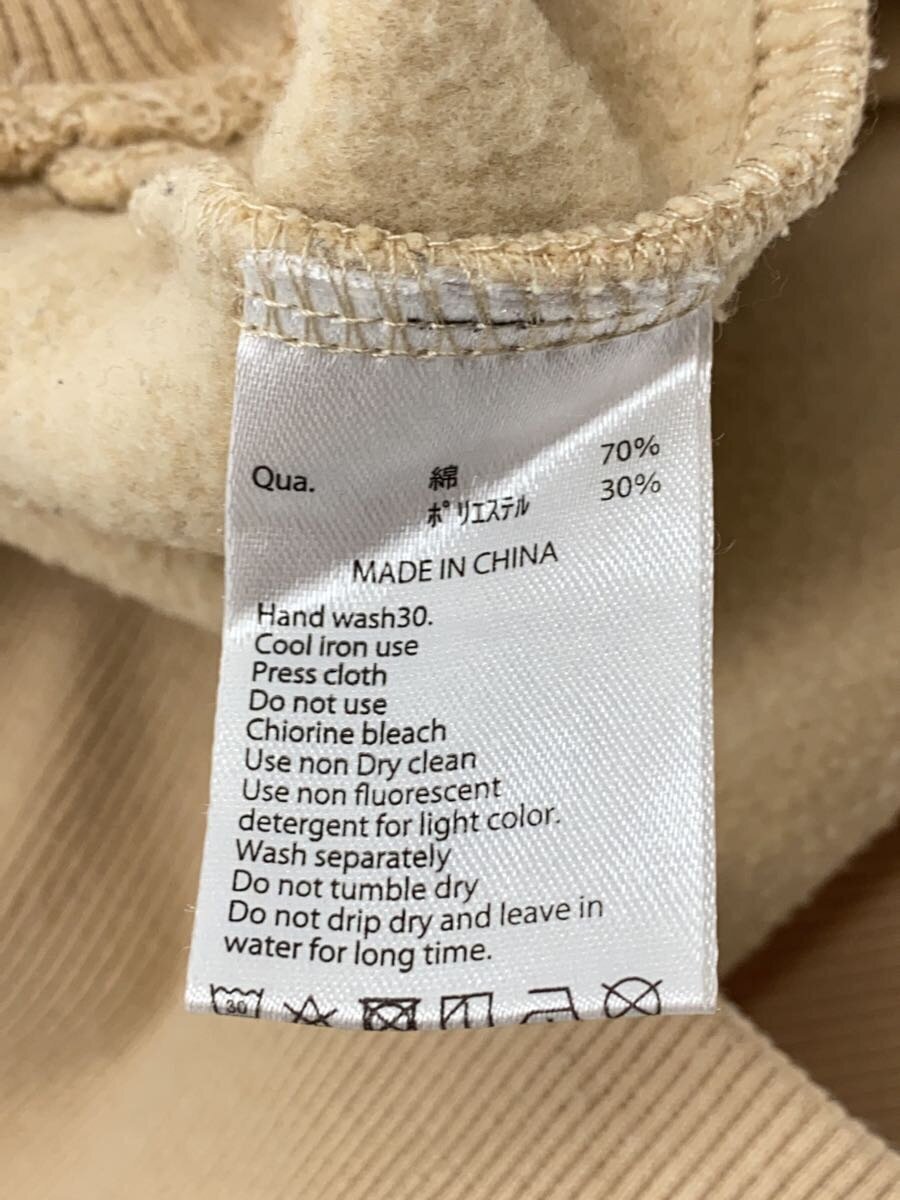 Qua. 綿 70%
ポリエステル 30%
MADE IN CHINA
Hand wash30.
Cool iron use
Press cloth
Do not use
Chiorine bleach
Use non Dry clean
Use non fluorescent
detergent for light color.
Wash separately
Do not tumble dry
Do not drip dry and leave in
water for long time.
30